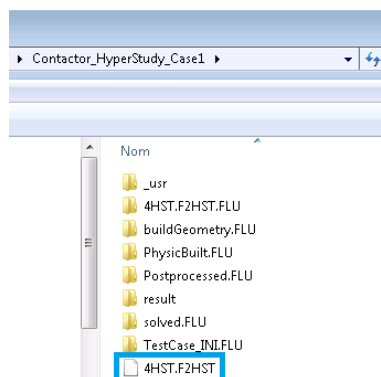 Contactor_HyperStudy_Case1
Nom
_usr
4HST.F2HST.FLU
buildGeometry.FLU
PhysicBuilt.FLU
Postprocessed.FLU
result
solved.FLU
TestCase_INI.FLU
4HST.F2HST